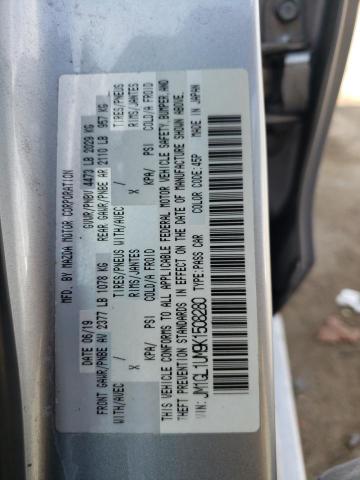 MFD. BY MAZDA MOTOR CORPORATION
DATE 06/19 GVWR/PNBV 4473 LB 2029 KG
FRONT GAWR/PNBE AV 2377 LB 1078 KG REAR GAWR/PNBE AR 2110 LB 957 KG
WITH/AVEC / TIRES/PNEUS WITH/AVEC / TIRES/PNEUS
X RIMS/JANTES X RIMS/JANTES
KPA/ PSI COLD/A FROID KPA/ PSI COLD/A FROID
THIS VEHICLE CONFORMS TO ALL APPLICABLE FEDERAL MOTOR VEHICLE SAFETY, BUMPER, AND
THEFT PREVENTION STANDARDS IN EFFECT ON THE DATE OF MANUFACTURE SHOWN ABOVE.
VIN: JM1GL1UM9K1508280 TYPE: PASS CAR COLOR CODE: 45P MADE IN JAPAN